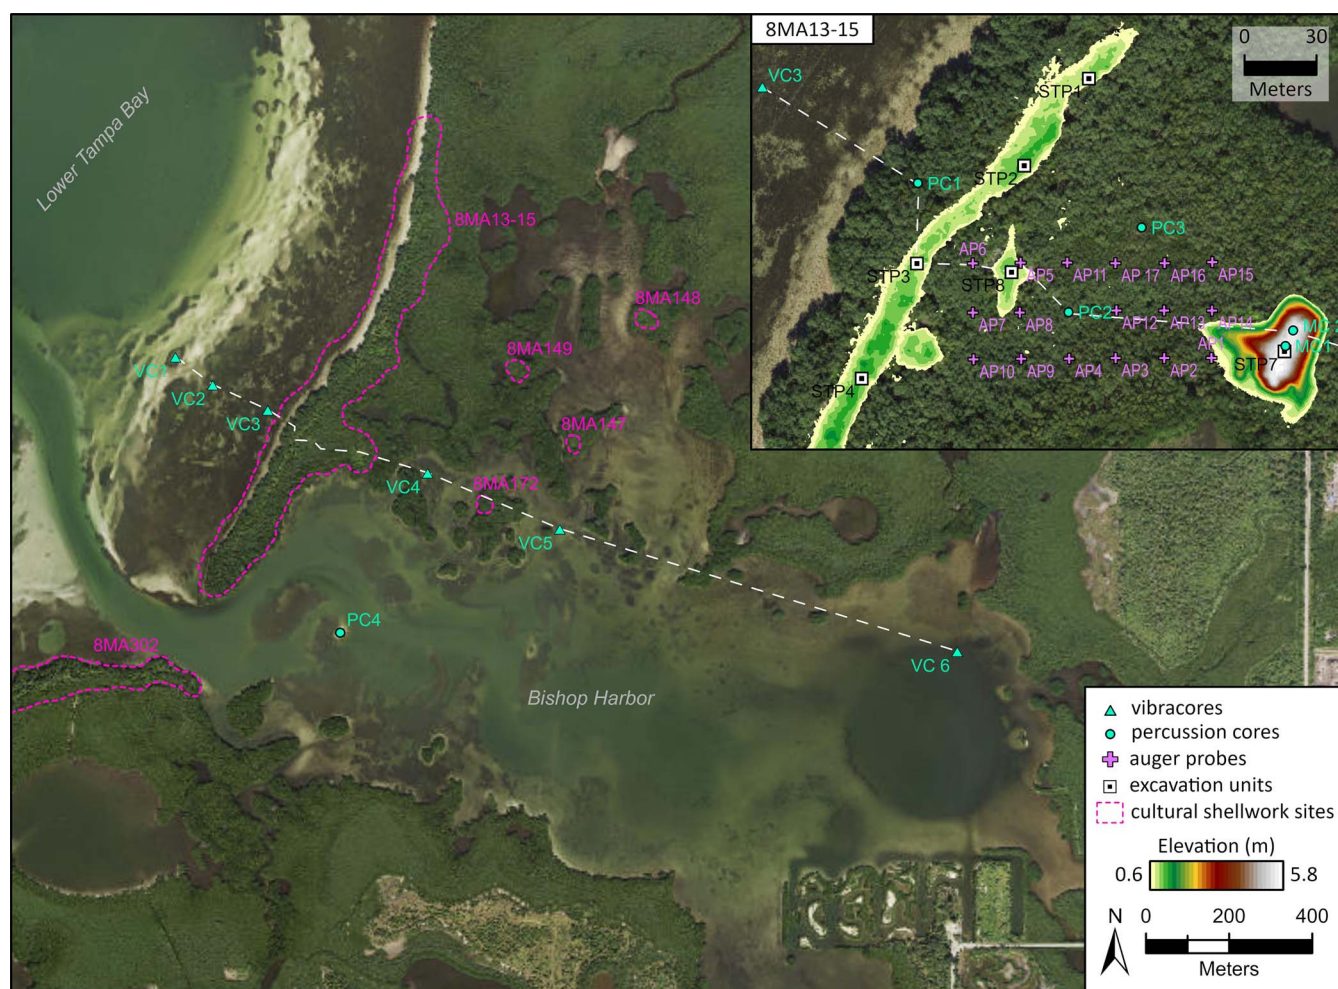 Lower Tampa Bay
8MA13-15
8MA148
8MA149
8MA147
8MA172
8MA302
VC1
VC2
VC3
VC4
VC5
VC 6
PC4
Bishop Harbor
8MA13-15
0 30
Meters
VC3
STP1
STP2
PC1
PC3
STP3
AP6
STP8
AP5
AP11
AP 17
AP16
AP15
AP7
AP8
PC2
AP12
AP13
AP14
MC
AP1
MC1
STP7
STP4
AP10
AP9
AP4
AP3
AP2
vibracores
percussion cores
auger probes
excavation units
cultural shellwork sites
Elevation (m)
0.6 5.8
N
0 200 400
Meters